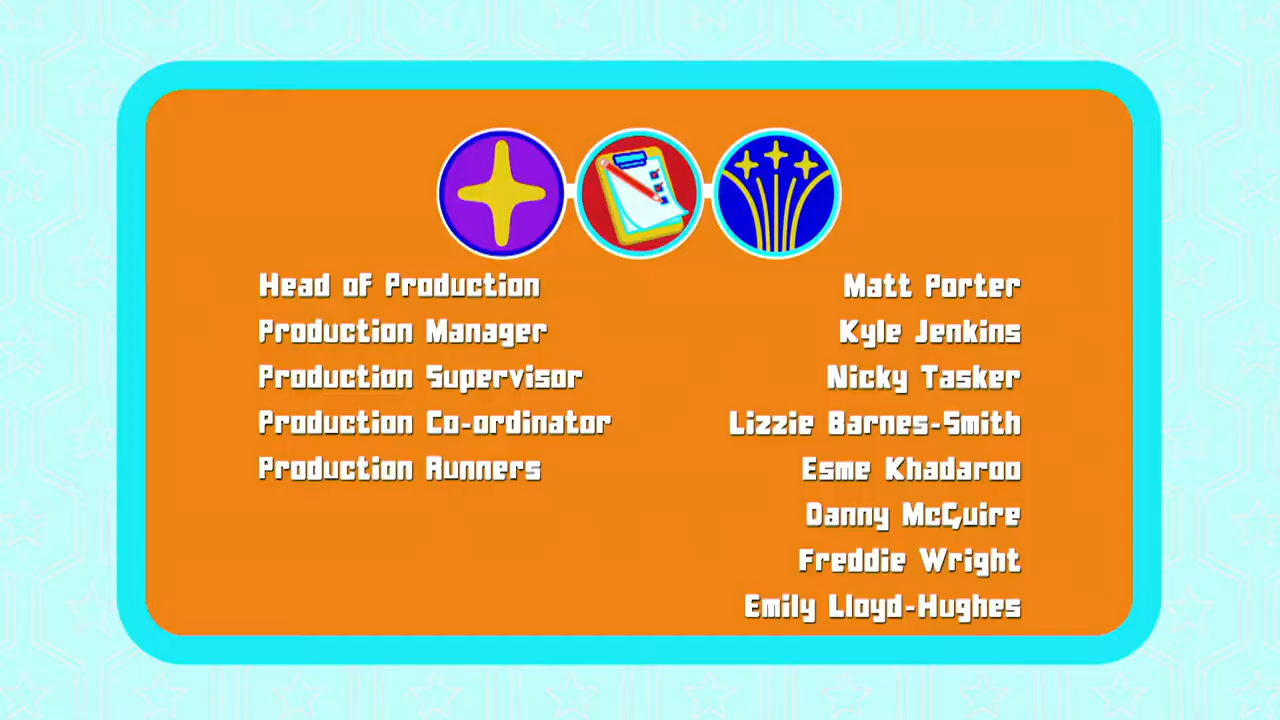 Head of Production Matt Porter
Production Manager Kyle Jenkins
Production Supervisor Nicky Tasker
Production Co-ordinator Lizzie Barnes-Smith
Production Runners Esme Khadaroo
Danny McGuire
Freddie Wright
Emily Lloyd-Hughes